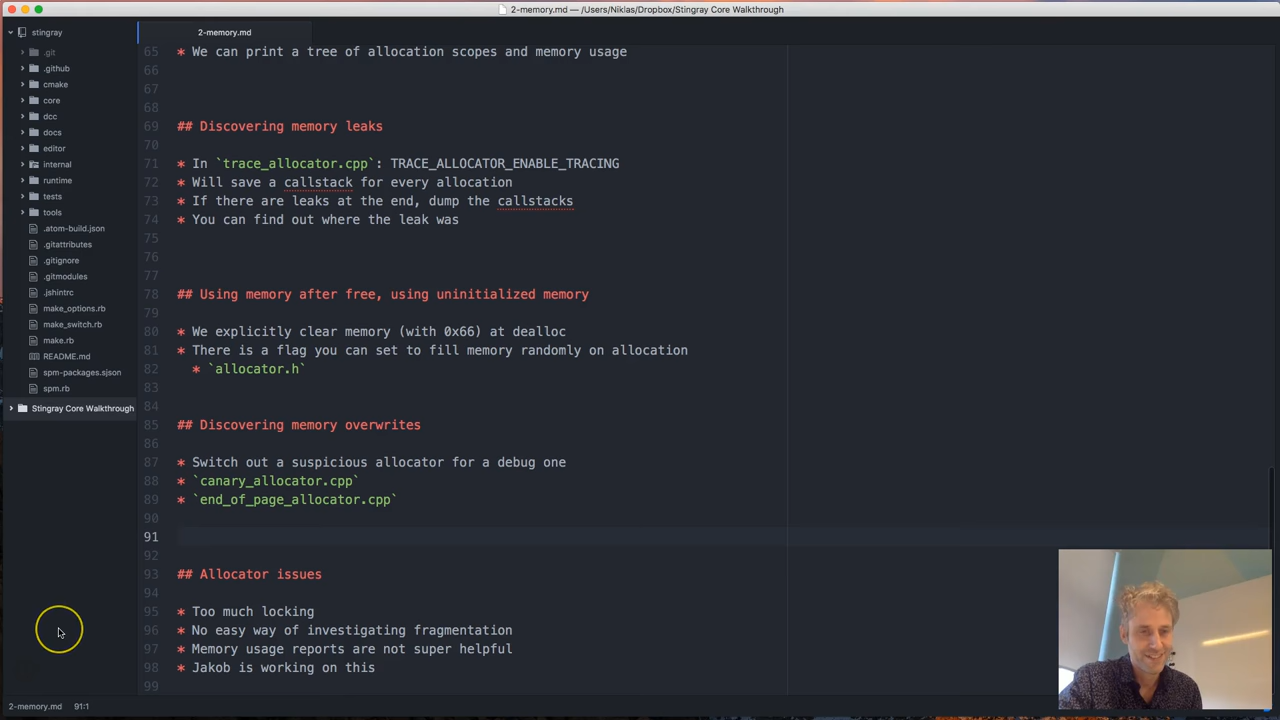 2-memory.md — /Users/Niklas/Dropbox/Stingray Core Walkthrough
stingray
.git
.github
cmake
core
dcc
docs
editor
internal
runtime
tests
tools
.atom-build.json
.gitattributes
.gitignore
.gitmodules
.jshintrc
make_options.rb
make_switch.rb
make.rb
README.md
spm-packages.sjson
spm.rb
Stingray Core Walkthrough
2-memory.md
65 * We can print a tree of allocation scopes and memory usage
66
67
68
69 ## Discovering memory leaks
70
71 * In `trace_allocator.cpp`: TRACE_ALLOCATOR_ENABLE_TRACING
72 * Will save a callstack for every allocation
73 * If there are leaks at the end, dump the callstacks
74 * You can find out where the leak was
75
76
77
78 ## Using memory after free, using uninitialized memory
79
80 * We explicitly clear memory (with 0x66) at dealloc
81 * There is a flag you can set to fill memory randomly on allocation
82 * `allocator.h`
83
84
85 ## Discovering memory overwrites
86
87 * Switch out a suspicious allocator for a debug one
88 * `canary_allocator.cpp`
89 * `end_of_page_allocator.cpp`
90
91
92
93 ## Allocator issues
94
95 * Too much locking
96 * No easy way of investigating fragmentation
97 * Memory usage reports are not super helpful
98 * Jakob is working on this
99
2-memory.md 91:1